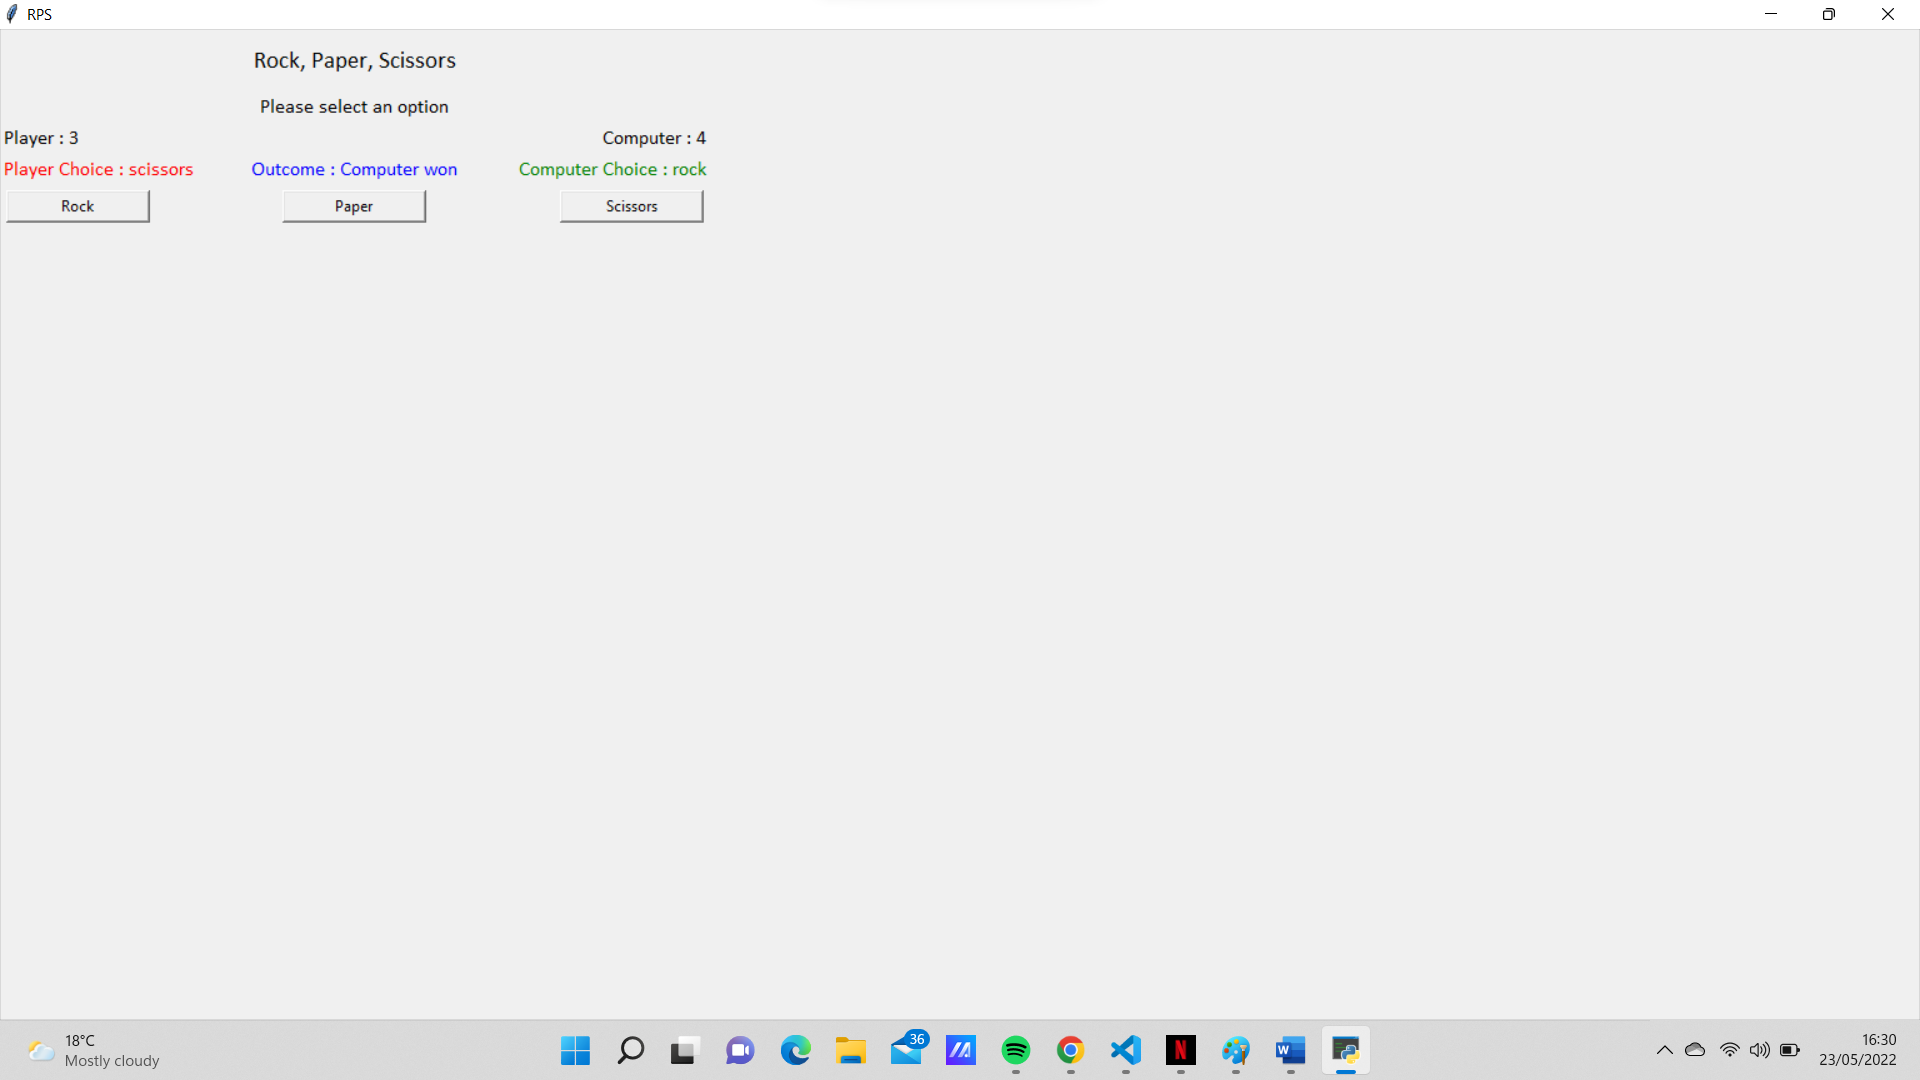 RPS
Rock, Paper, Scissors
Please select an option
Player : 3 Computer : 4
Player Choice : scissors Outcome : Computer won Computer Choice : rock
Rock Paper Scissors
18°C
Mostly cloudy
36
N
W
16:30
23/05/2022